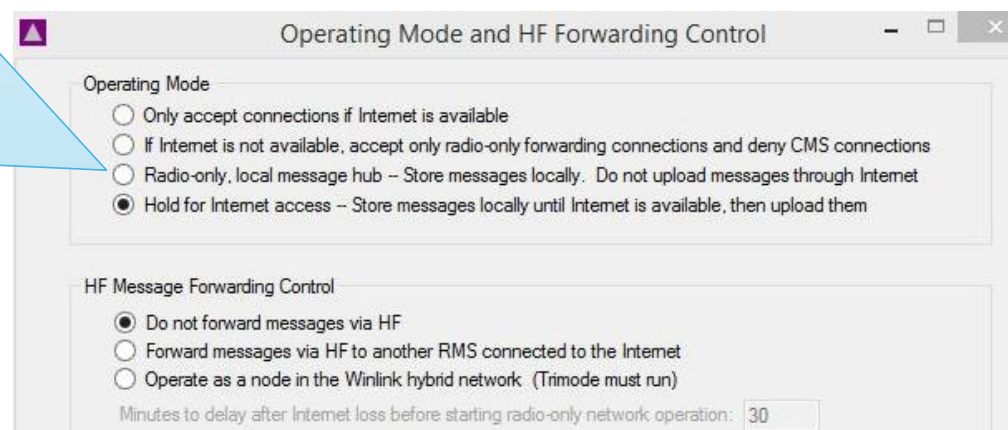 Operating Mode and HF Forwarding Control
Operating Mode
Only accept connections if Internet is available
If Internet is not available, accept only radio-only forwarding connections and deny CMS connections
Radio-only, local message hub -- Store messages locally.  Do not upload messages through Internet
Hold for Internet access -- Store messages locally until Internet is available, then upload them
HF Message Forwarding Control
Do not forward messages via HF
Forward messages via HF to another RMS connected to the Internet
Operate as a node in the Winlink hybrid network  (Trimode must run)
Minutes to delay after Internet loss before starting radio-only network operation: 30